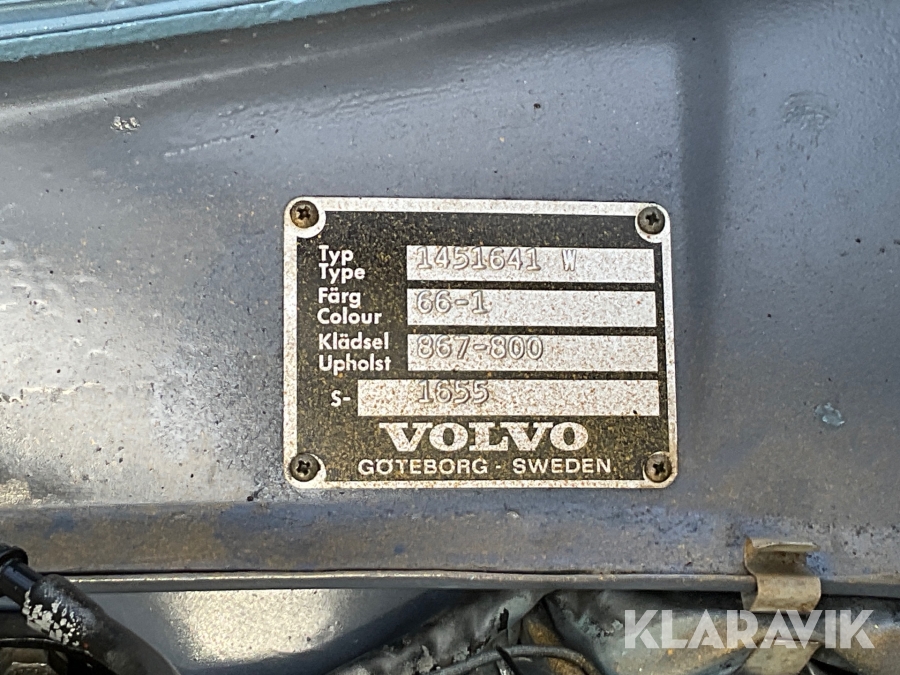 Typ
Type 1451641 W
Färg
Colour 66-1
Klädsel
Upholst 867-800
S- 1655
VOLVO
GÖTEBORG - SWEDEN
KLARAVIK